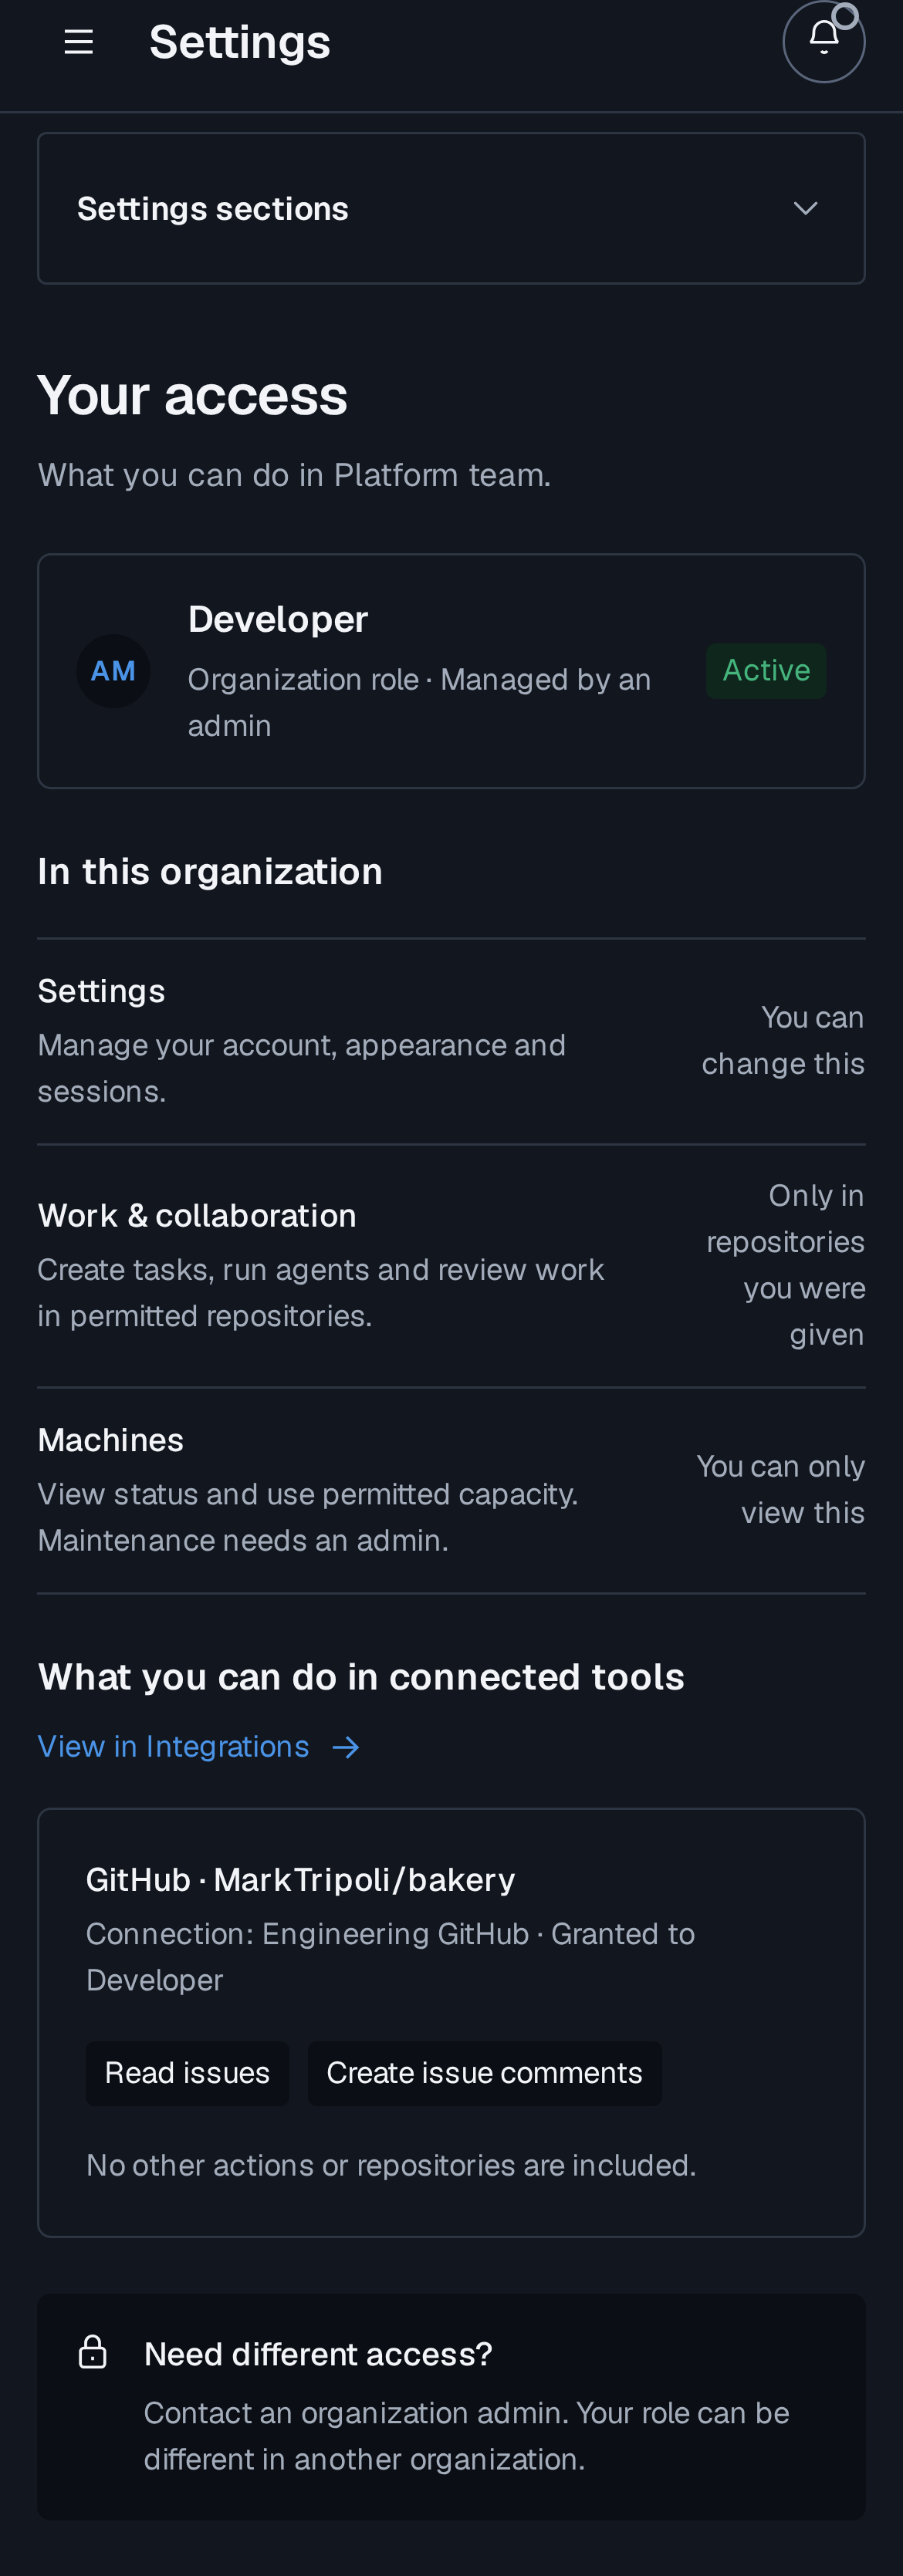 Settings
Settings sections
Your access
What you can do in Platform team.
AM
Developer
Organization role · Managed by an
admin
Active
In this organization
Settings
Manage your account, appearance and
sessions.
You can
change this
Work & collaboration
Create tasks, run agents and review work
in permitted repositories.
Only in
repositories
you were
given
Machines
View status and use permitted capacity.
Maintenance needs an admin.
You can only
view this
What you can do in connected tools
View in Integrations →
GitHub · MarkTripoli/bakery
Connection: Engineering GitHub · Granted to
Developer
Read issues
Create issue comments
No other actions or repositories are included.
Need different access?
Contact an organization admin. Your role can be
different in another organization.